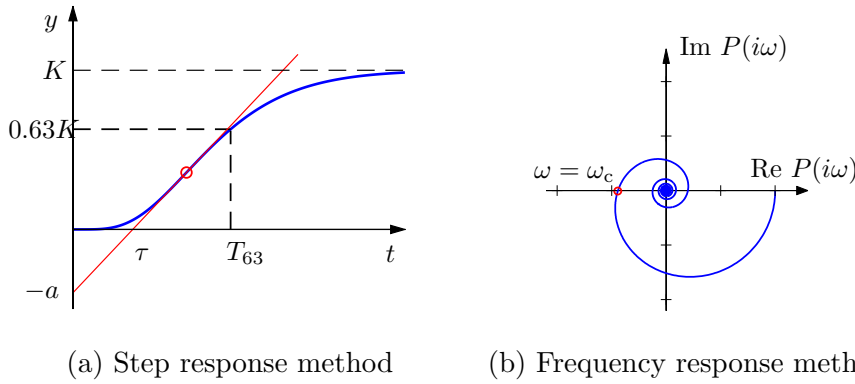 y
K
0.63K
τ
T63
t
−a
(a) Step response method
Im P(iω)
ω = ωc
Re P(iω)
(b) Frequency response meth